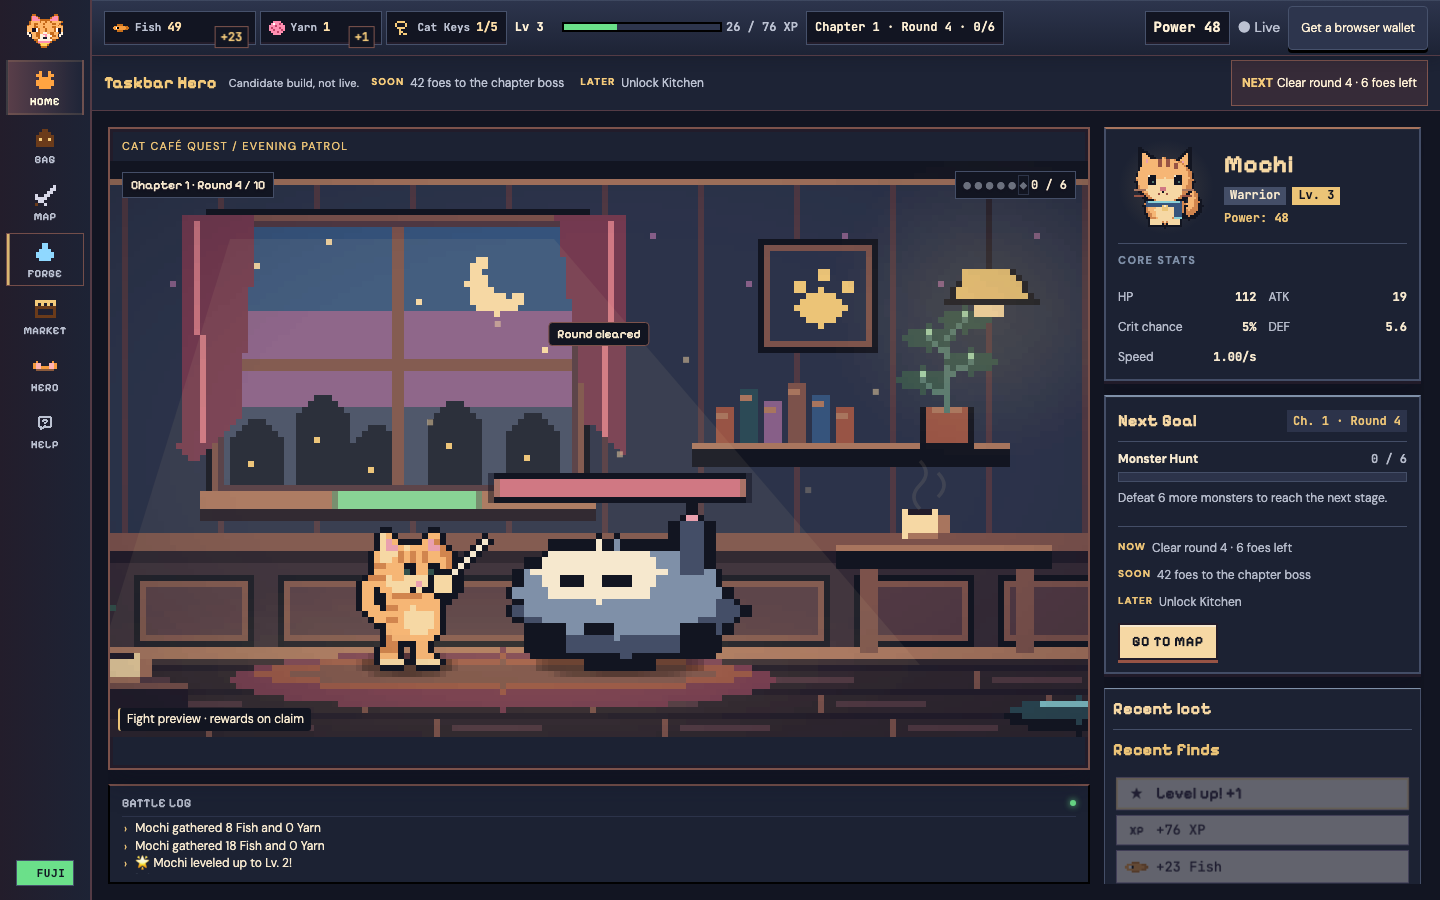 Fish 49
+23
Yarn 1
+1
Cat Keys 1/5
Lv 3
26 / 76 XP
Chapter 1 · Round 4 · 0/6
Power 48
Live
Get a browser wallet
Taskbar Hero
Candidate build, not live.
SOON 42 foes to the chapter boss
LATER Unlock Kitchen
NEXT Clear round 4 · 6 foes left
HOME
BAG
MAP
FORGE
MARKET
HERO
HELP
FUJI
CAT CAFÉ QUEST / EVENING PATROL
Chapter 1 · Round 4 / 10
0 / 6
Round cleared
Fight preview · rewards on claim
BATTLE LOG
› Mochi gathered 8 Fish and 0 Yarn
› Mochi gathered 18 Fish and 0 Yarn
› 🌟 Mochi leveled up to Lv. 2!
Mochi
Warrior Lv. 3
Power: 48
CORE STATS
HP 112 ATK 19
Crit chance 5% DEF 5.6
Speed 1.00/s
Next Goal
Ch. 1 · Round 4
Monster Hunt 0 / 6
Defeat 6 more monsters to reach the next stage.
NOW Clear round 4 · 6 foes left
SOON 42 foes to the chapter boss
LATER Unlock Kitchen
GO TO MAP
Recent loot
Recent finds
★ Level up! +1
XP +76 XP
+23 Fish